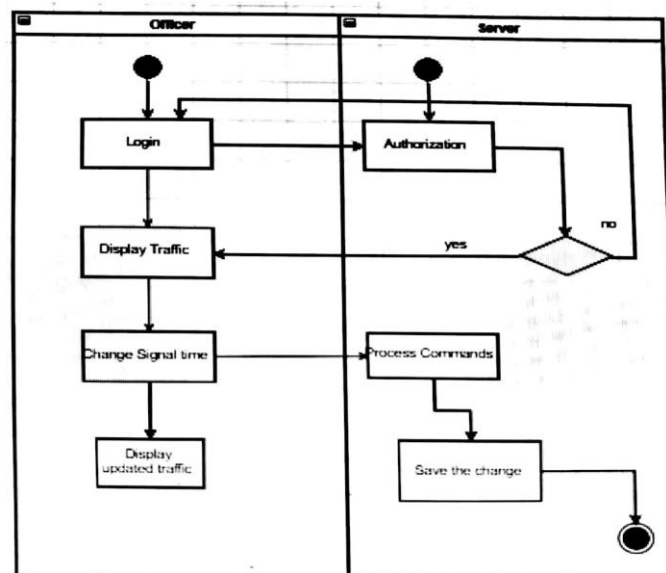 Officer
Server
Login
Authorization
no
Display Traffic
yes
Change Signal time
Process Commands
Display
updated traffic
Save the change